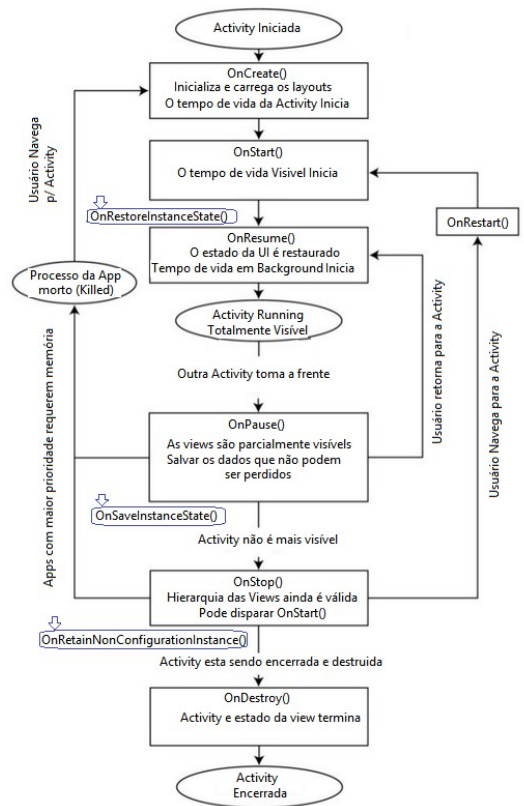 Activity Iniciada
OnCreate()
Inicializa e carrega os layouts
O tempo de vida da Activity Inicia
Usuário Navega
p/ Activity
OnStart()
O tempo de vida Visivel Inicia
OnRestoreInstanceState()
OnRestart()
OnResume()
O estado da UI é restaurado
Tempo de vida em Background Inicia
Processo da App
morto (Killed)
Activity Running
Totalmente Visível
Outra Activity toma a frente
Usuário retorna para a Activity
Usuário Navega para a Activity
Apps com maior prioridade requerem memória
OnPause()
As views são parcialmente visíveis
Salvar os dados que não podem
ser perdidos
OnSaveInstanceState()
Activity não é mais visível
OnStop()
Hierarquia das Views ainda é válida
Pode disparar OnStart()
OnRetainNonConfigurationInstance()
Activity esta sendo encerrada e destruida
OnDestroy()
Activity e estado da view termina
Activity
Encerrada